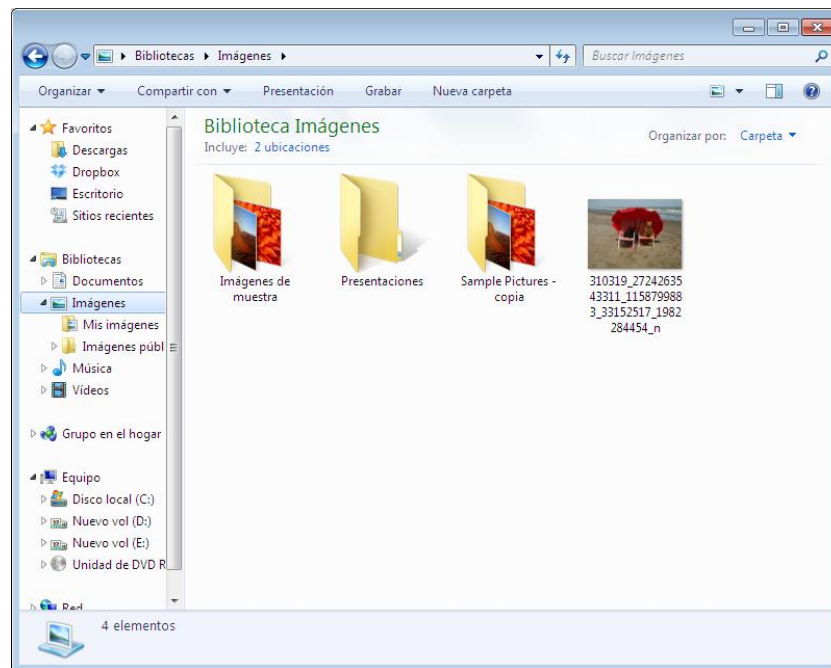 Bibliotecas Imágenes
Buscar Imágenes
Organizar Compartir con Presentación Grabar Nueva carpeta
Favoritos
Descargas
Dropbox
Escritorio
Sitios recientes
Bibliotecas
Documentos
Imágenes
Mis imágenes
Imágenes públ
Música
Vídeos
Grupo en el hogar
Equipo
Disco local (C:)
Nuevo vol (D:)
Nuevo vol (E:)
Unidad de DVD R
Red
Biblioteca Imágenes
Incluye: 2 ubicaciones
Organizar por: Carpeta
Imágenes de
muestra
Presentaciones
Sample Pictures -
copia
310319_27242635
43311_115879988
3_33152517_1982
284454_n
4 elementos